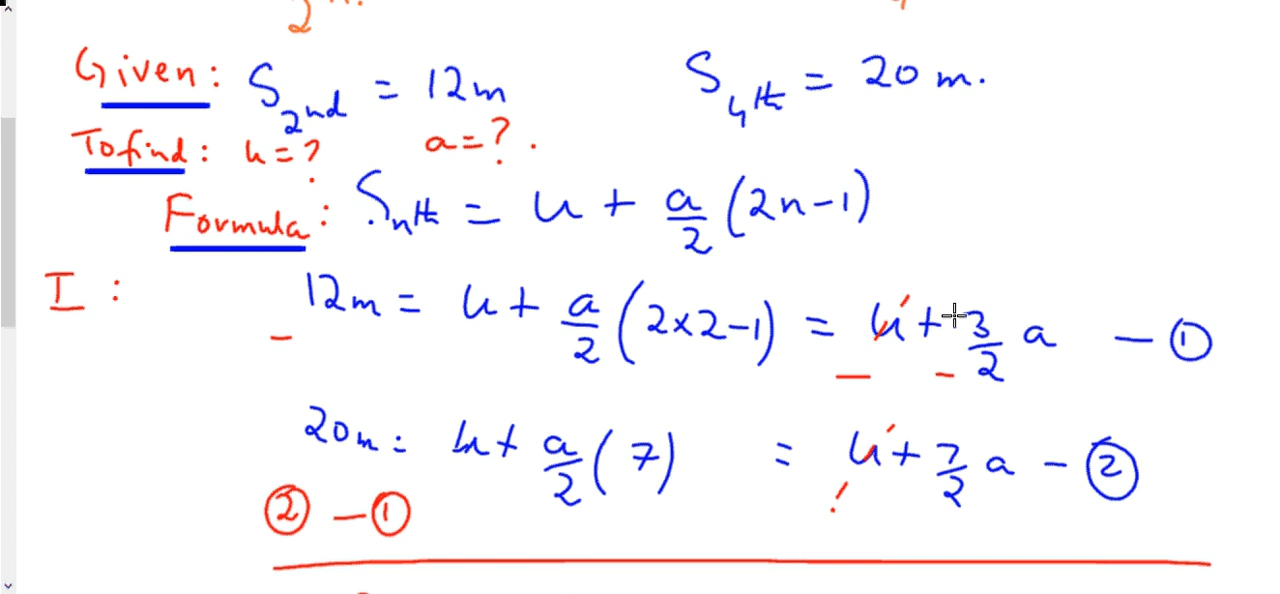 Given: S2nd = 12m S4th = 20 m.
To find: u = ? a = ? .
Formula: Snth = u + a/2 (2n-1)
I : 12m = u + a/2 (2×2-1) = u + 3/2 a - ①
20m = u + a/2 (7) = u + 7/2 a - ②
② - ①